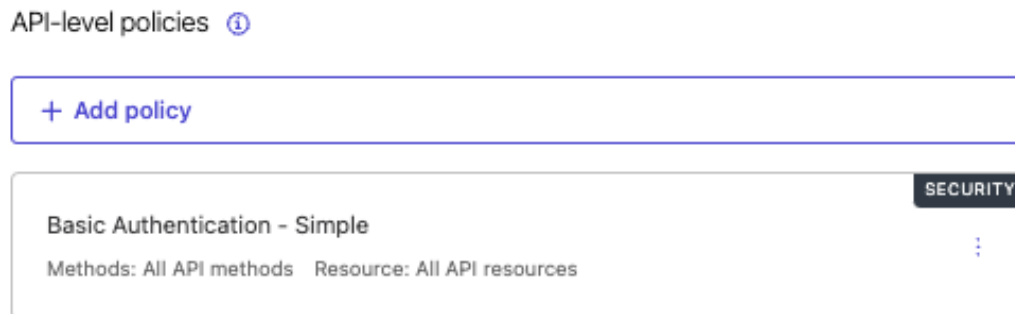 API-level policies
+ Add policy
SECURITY
Basic Authentication - Simple
Methods: All API methods Resource: All API resources